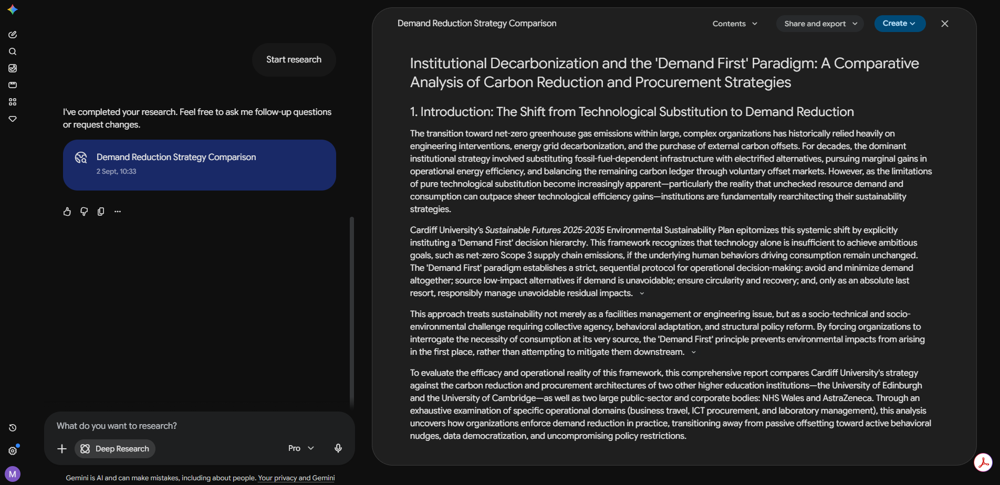 Start research
I've completed your research. Feel free to ask me follow-up questions
or request changes.
Demand Reduction Strategy Comparison
2 Sept, 10:33
What do you want to research?
Deep Research
Pro
Gemini is AI and can make mistakes, including about people. Your privacy and Gemini
M
Demand Reduction Strategy Comparison
Contents
Share and export
Create
Institutional Decarbonization and the 'Demand First' Paradigm: A Comparative
Analysis of Carbon Reduction and Procurement Strategies
1. Introduction: The Shift from Technological Substitution to Demand Reduction
The transition toward net-zero greenhouse gas emissions within large, complex organizations has historically relied heavily on
engineering interventions, energy grid decarbonization, and the purchase of external carbon offsets. For decades, the dominant
institutional strategy involved substituting fossil-fuel-dependent infrastructure with electrified alternatives, pursuing marginal gains in
operational energy efficiency, and balancing the remaining carbon ledger through voluntary offset markets. However, as the limitations
of pure technological substitution become increasingly apparent—particularly the reality that unchecked resource demand and
consumption can outpace sheer technological efficiency gains—institutions are fundamentally rearchitecting their sustainability
strategies.
Cardiff University's Sustainable Futures 2025-2035 Environmental Sustainability Plan epitomizes this systemic shift by explicitly
instituting a 'Demand First' decision hierarchy. This framework recognizes that technology alone is insufficient to achieve ambitious
goals, such as net-zero Scope 3 supply chain emissions, if the underlying human behaviors driving consumption remain unchanged.
The 'Demand First' paradigm establishes a strict, sequential protocol for operational decision-making: avoid and minimize demand
altogether; source low-impact alternatives if demand is unavoidable; ensure circularity and recovery; and, only as an absolute last
resort, responsibly manage unavoidable residual impacts.
This approach treats sustainability not merely as a facilities management or engineering issue, but as a socio-technical and socio-
environmental challenge requiring collective agency, behavioral adaptation, and structural policy reform. By forcing organizations to
interrogate the necessity of consumption at its very source, the 'Demand First' principle prevents environmental impacts from arising
in the first place, rather than attempting to mitigate them downstream.
To evaluate the efficacy and operational reality of this framework, this comprehensive report compares Cardiff University's strategy
against the carbon reduction and procurement architectures of two other higher education institutions—the University of Edinburgh
and the University of Cambridge—as well as two large public-sector and corporate bodies: NHS Wales and AstraZeneca. Through an
exhaustive examination of specific operational domains (business travel, ICT procurement, and laboratory management), this analysis
uncovers how organizations enforce demand reduction in practice, transitioning away from passive offsetting toward active behavioral
nudges, data democratization, and uncompromising policy restrictions.